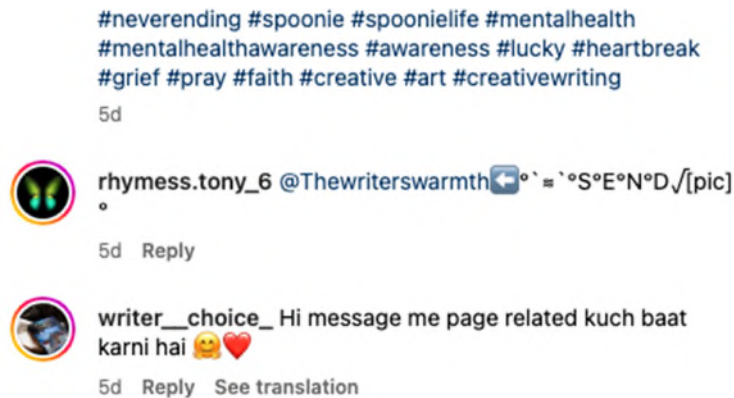 #neverending #spoonie #spoonielife #mentalhealth
#mentalhealthawareness #awareness #lucky #heartbreak
#grief #pray #faith #creative #art #creativewriting
5d
rhymess.tony_6 @Thewriterswarmth⬅️°`≈`°S°E°N°D√[pic]
°
5d Reply
writer__choice_ Hi message me page related kuch baat
karni hai 🤗❤️
5d Reply See translation